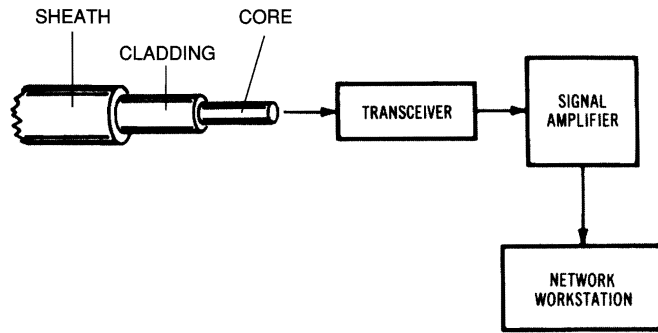 SHEATH
CLADDING
CORE
TRANSCEIVER
SIGNAL
AMPLIFIER
NETWORK
WORKSTATION